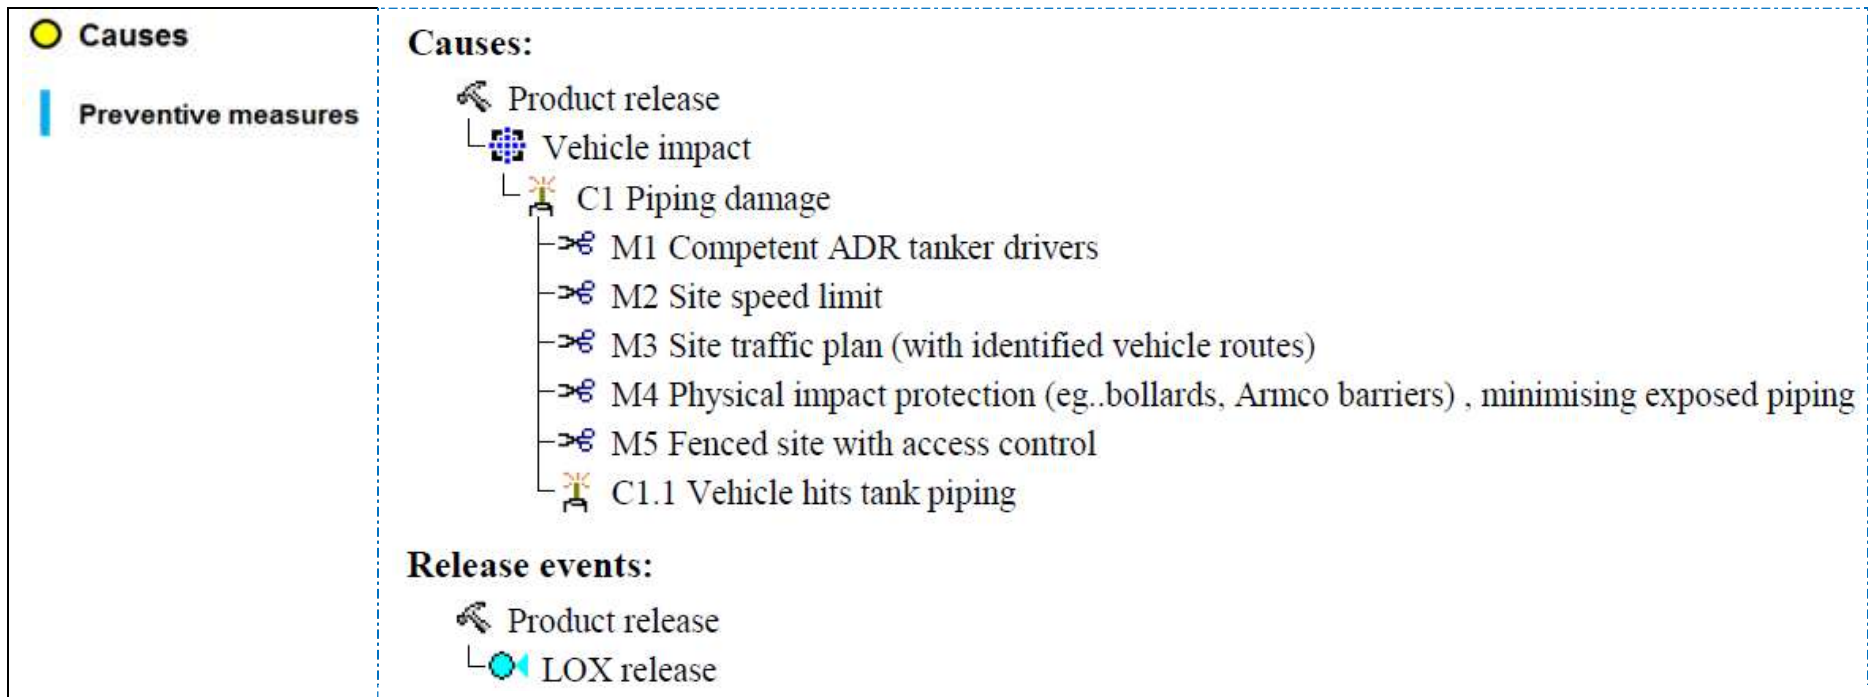 Causes
Preventive measures
Causes:
Product release
Vehicle impact
C1 Piping damage
M1 Competent ADR tanker drivers
M2 Site speed limit
M3 Site traffic plan (with identified vehicle routes)
M4 Physical impact protection (eg..bollards, Armco barriers) , minimising exposed piping
M5 Fenced site with access control
C1.1 Vehicle hits tank piping
Release events:
Product release
LOX release